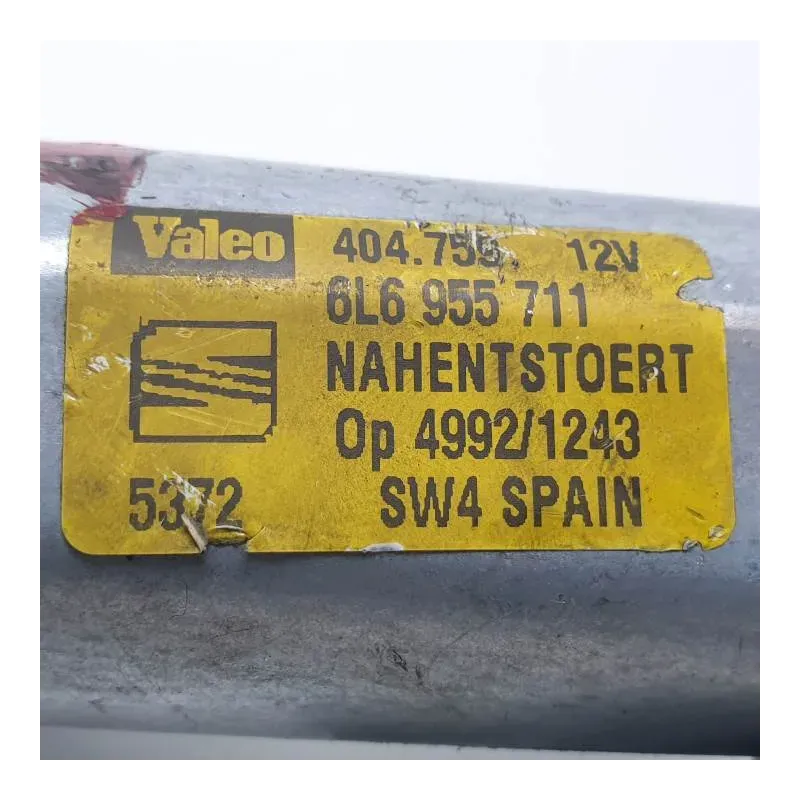 Valeo 404.755 12V
6L6 955 711
NAHENTSTOERT
Op 4992/1243
5372 SW4 SPAIN